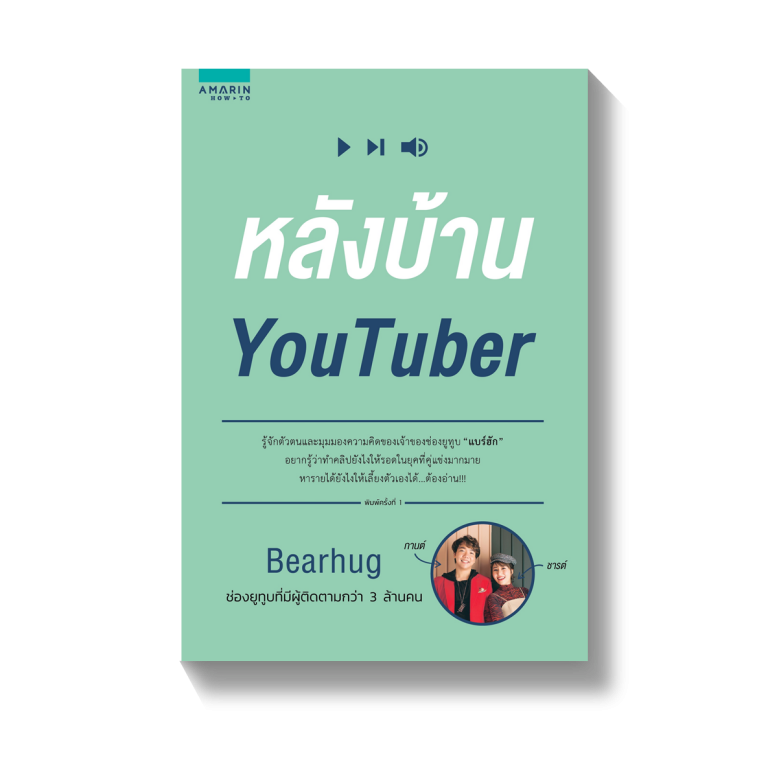 AMARIN
HOW TO
หลังบ้าน
YouTuber
รู้จักตัวตนและมุมมองความคิดของเจ้าของช่องยูทูบ “แบร์ฮัก”
อยากรู้ว่าทำคลิปยังไงให้รอดในยุคที่คู่แข่งมากมาย
หารายได้ยังไงให้เลี้ยงตัวเองได้...ต้องอ่าน!!!
พิมพ์ครั้งที่ 1
กานต์
ซารต์
Bearhug
ช่องยูทูบที่มีผู้ติดตามกว่า 3 ล้านคน